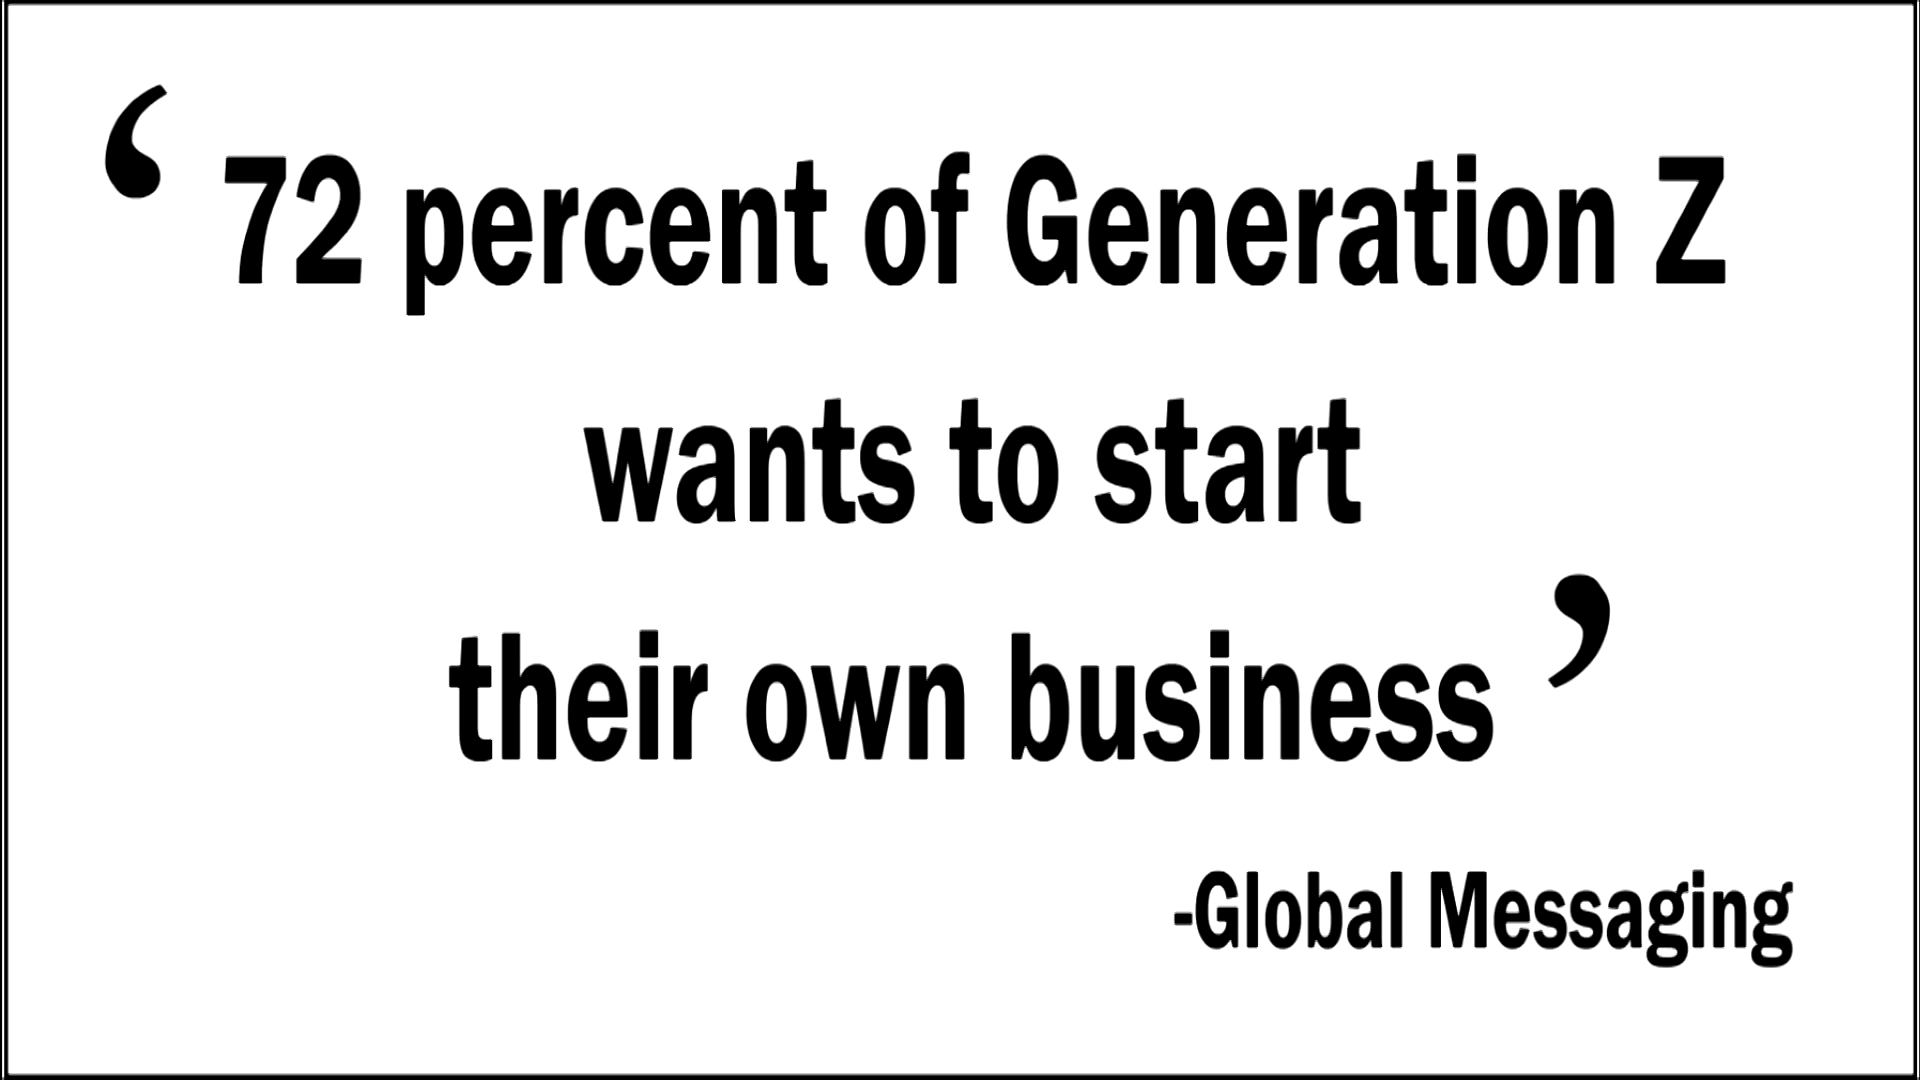 ‘ 72 percent of Generation Z
wants to start
their own business ’
-Global Messaging